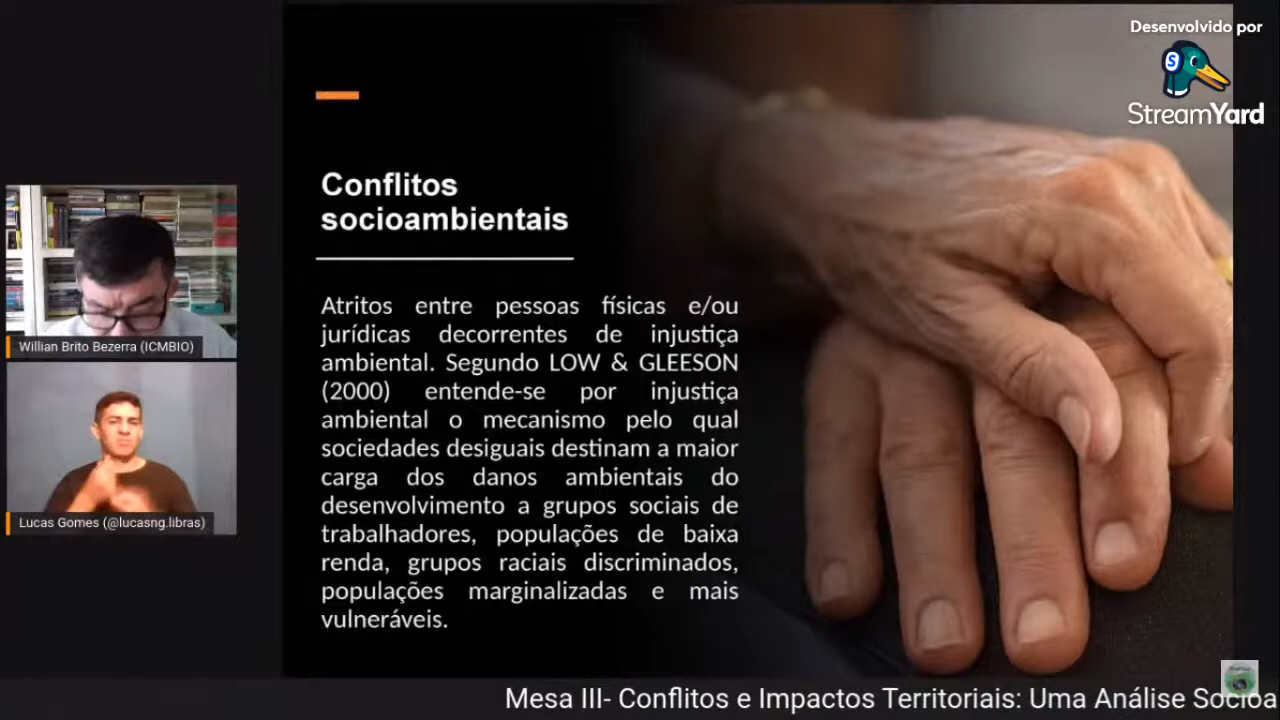 Desenvolvido por
S
StreamYard
Conflitos
socioambientais
Atritos entre pessoas físicas e/ou
jurídicas decorrentes de injustiça
ambiental. Segundo LOW & GLEESON
(2000) entende-se por injustiça
ambiental o mecanismo pelo qual
sociedades desiguais destinam a maior
carga dos danos ambientais do
desenvolvimento a grupos sociais de
trabalhadores, populações de baixa
renda, grupos raciais discriminados,
populações marginalizadas e mais
vulneráveis.
Willian Brito Bezerra (ICMBIO)
Lucas Gomes (@lucasng.libras)
Mesa III- Conflitos e Impactos Territoriais: Uma Análise Socioa